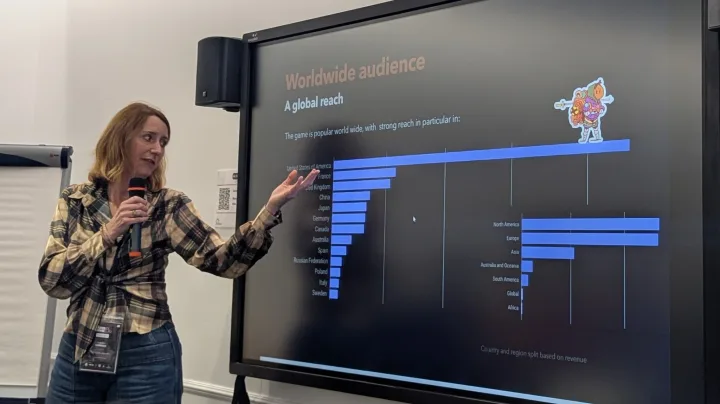 Worldwide audience
A global reach
The game is popular world wide, with strong reach in particular in:
United States of America
France
United Kingdom
China
Japan
Germany
Canada
Australia
Spain
Russian Federation
Poland
Italy
Sweden
North America
Europe
Asia
Australia and Oceania
South America
Global
Africa
Country and region split based on revenue